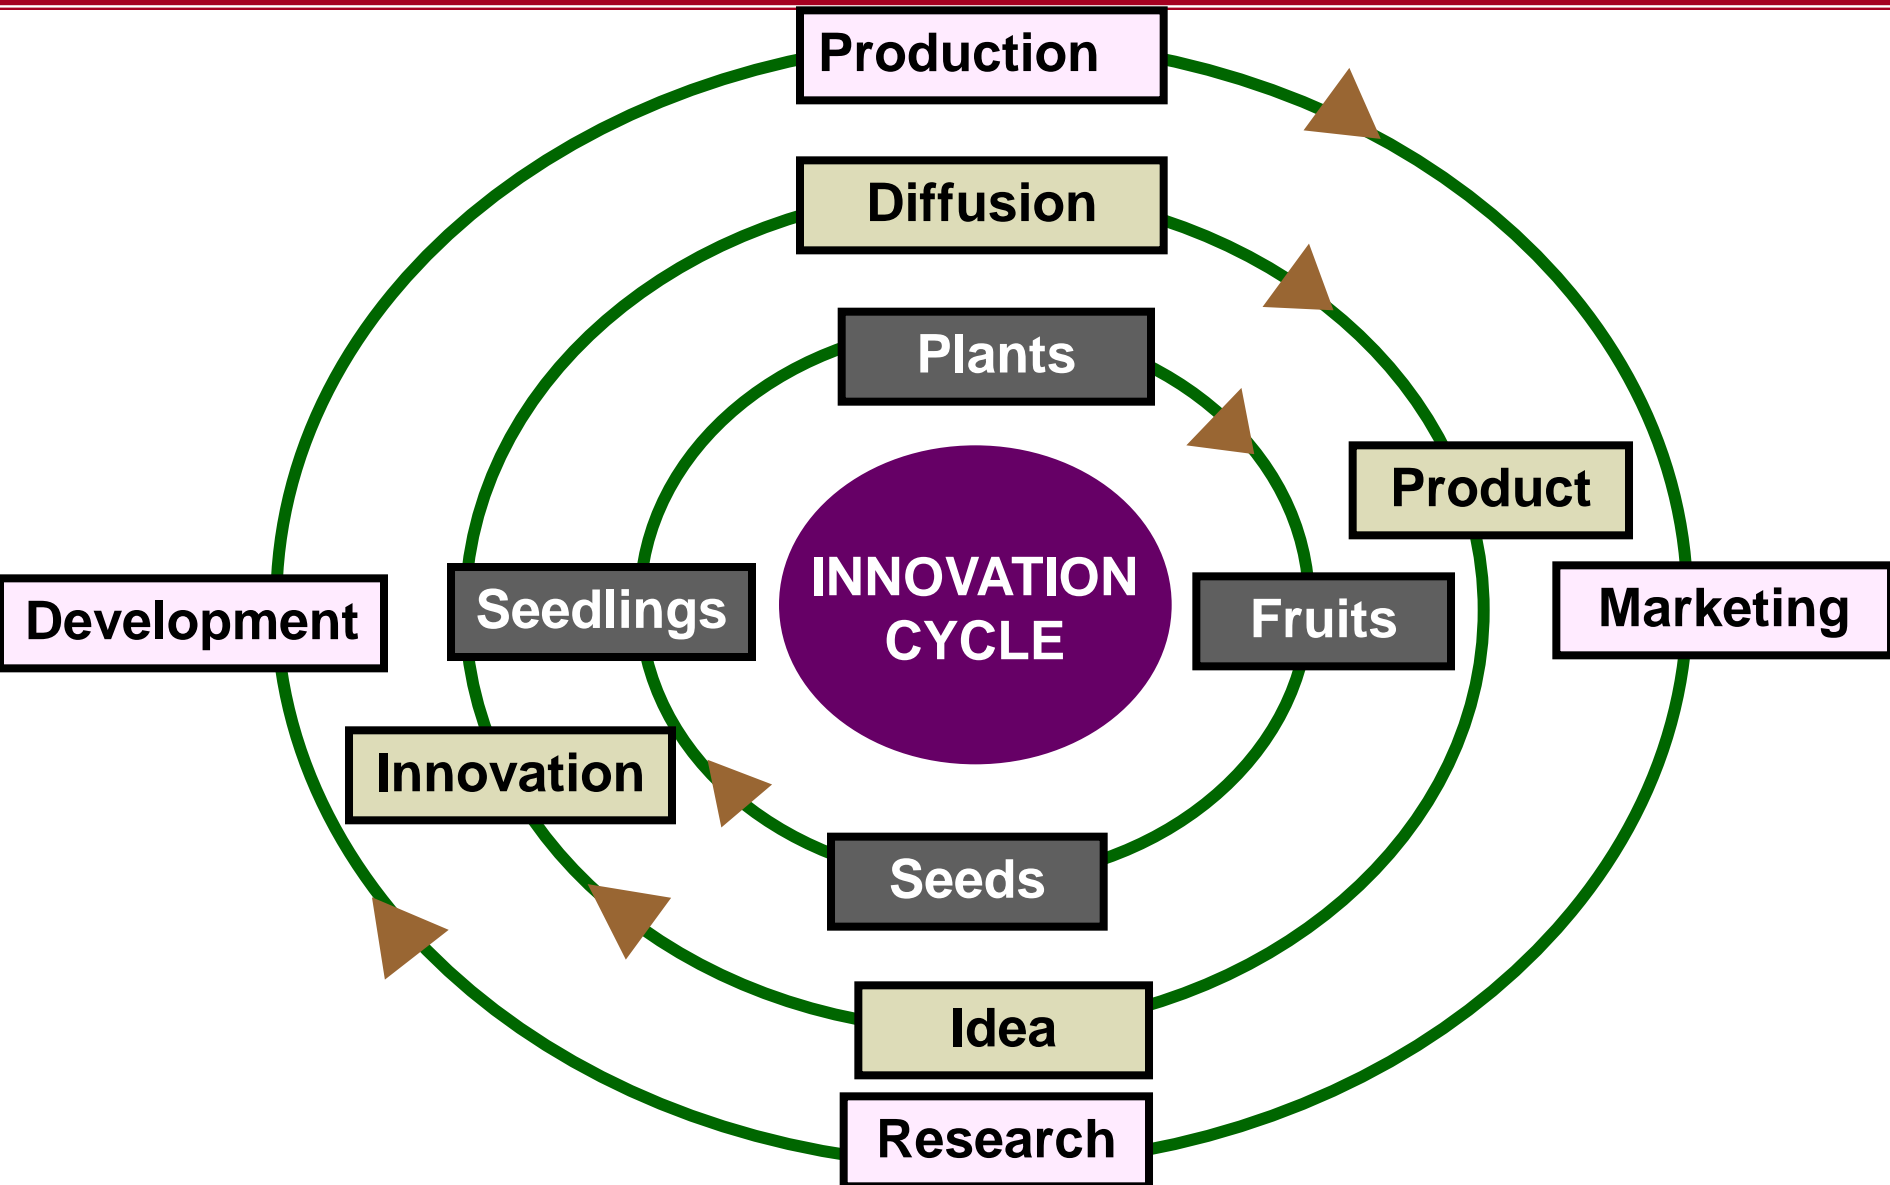 Production
Diffusion
Plants
Product
INNOVATION
CYCLE
Development
Seedlings
Fruits
Marketing
Innovation
Seeds
Idea
Research